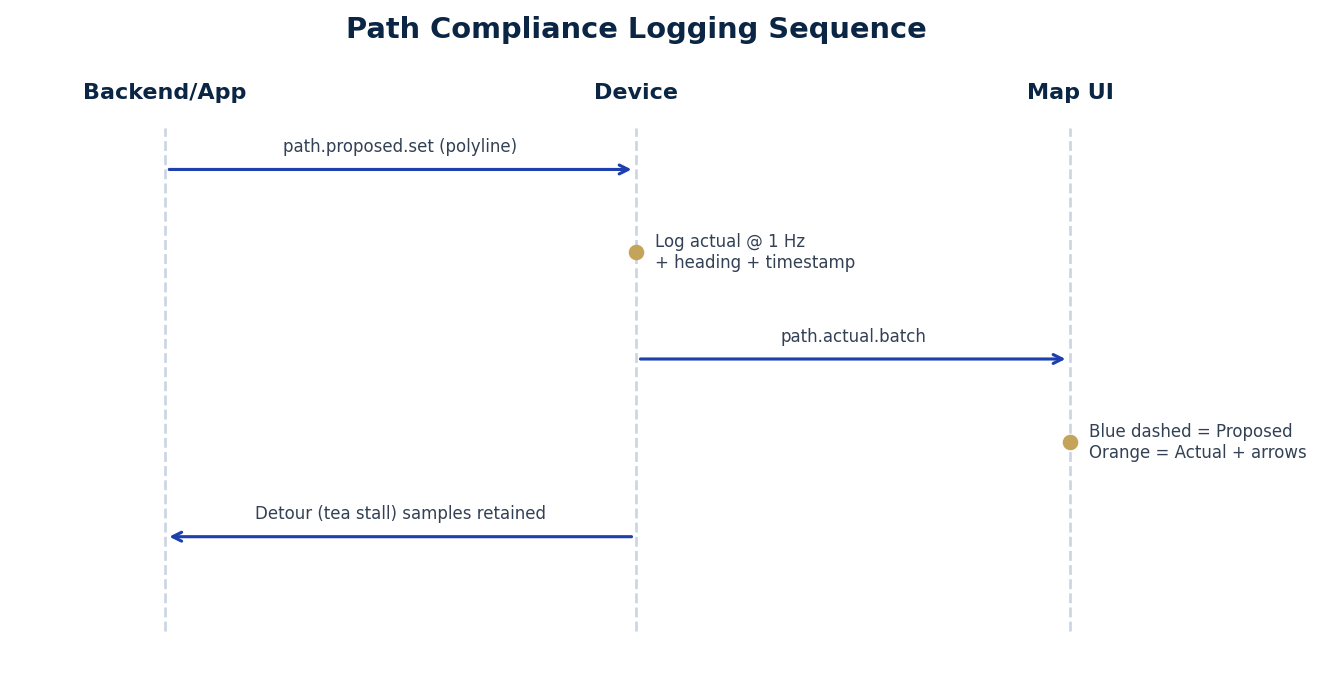 Path Compliance Logging Sequence
Backend/App
Device
Map UI
path.proposed.set (polyline)
Log actual @ 1 Hz
+ heading + timestamp
path.actual.batch
Blue dashed = Proposed
Orange = Actual + arrows
Detour (tea stall) samples retained